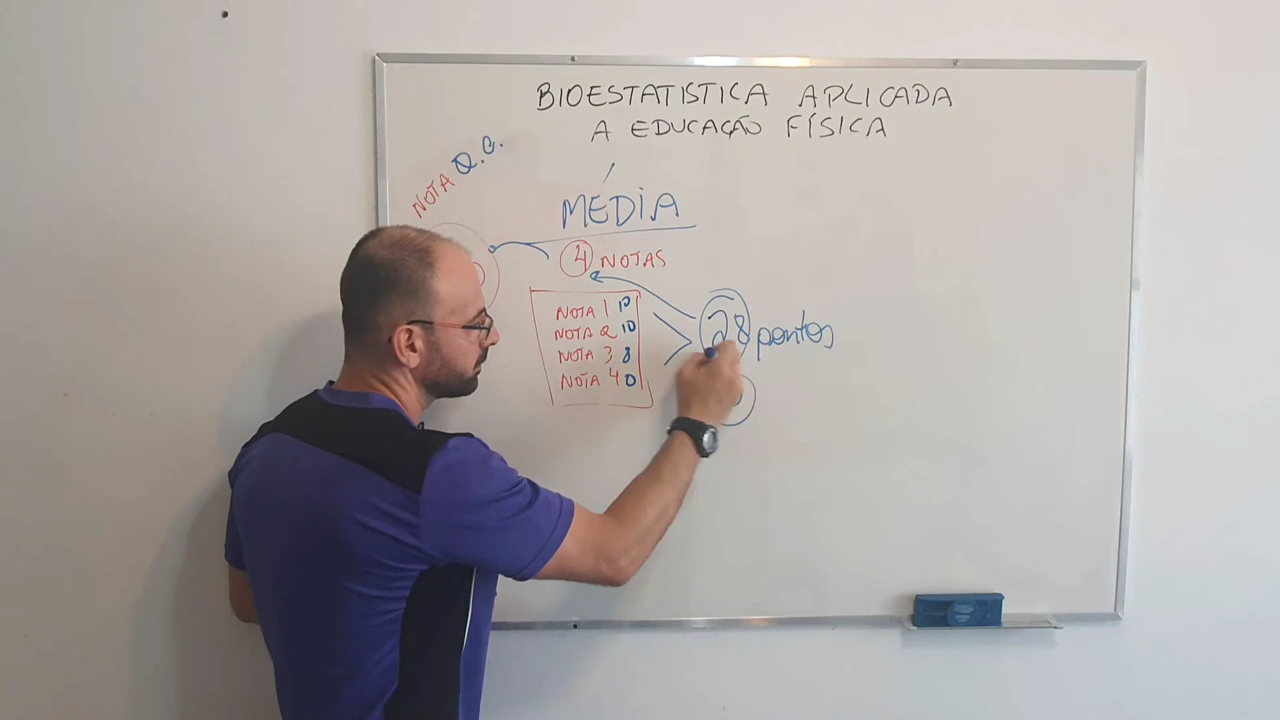 BIOESTATISTICA APLICADA
A EDUCAÇÃO FÍSICA
NOTA Q.C.
MÉDIA
4 NOTAS
NOTA 1 10
NOTA 2 10
NOTA 3 8
NOTA 4 0
28 pontos